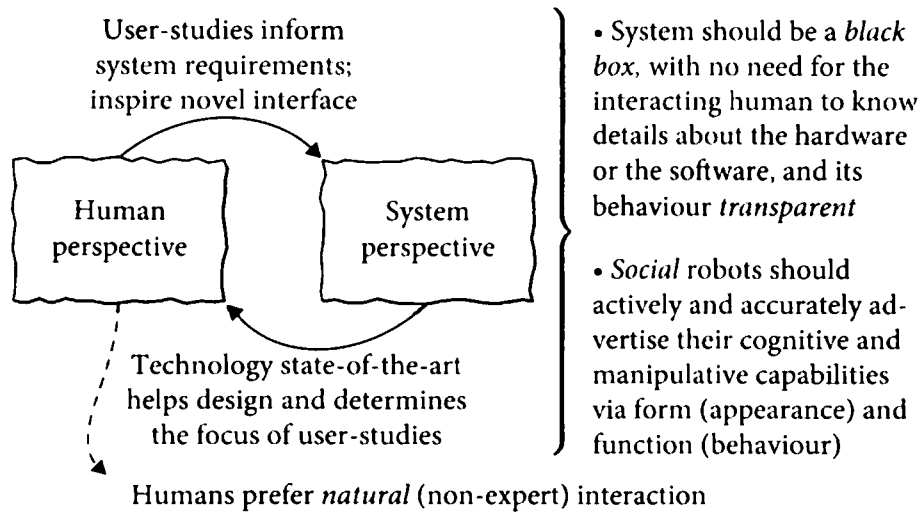 User-studies inform
system requirements;
inspire novel interface
Human
perspective
System
perspective
Technology state-of-the-art
helps design and determines
the focus of user-studies
Humans prefer natural (non-expert) interaction
• System should be a black
box, with no need for the
interacting human to know
details about the hardware
or the software, and its
behaviour transparent
• Social robots should
actively and accurately ad-
vertise their cognitive and
manipulative capabilities
via form (appearance) and
function (behaviour)